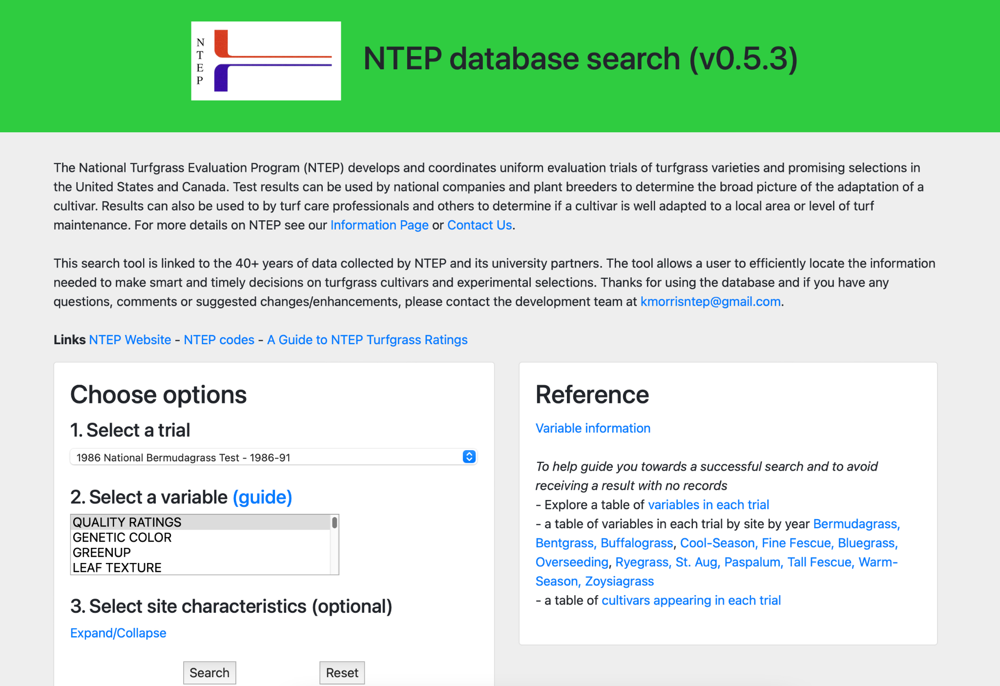 N
T
E
P
NTEP database search (v0.5.3)
The National Turfgrass Evaluation Program (NTEP) develops and coordinates uniform evaluation trials of turfgrass varieties and promising selections in
the United States and Canada. Test results can be used by national companies and plant breeders to determine the broad picture of the adaptation of a
cultivar. Results can also be used to by turf care professionals and others to determine if a cultivar is well adapted to a local area or level of turf
maintenance. For more details on NTEP see our Information Page or Contact Us.
This search tool is linked to the 40+ years of data collected by NTEP and its university partners. The tool allows a user to efficiently locate the information
needed to make smart and timely decisions on turfgrass cultivars and experimental selections. Thanks for using the database and if you have any
questions, comments or suggested changes/enhancements, please contact the development team at kmorrisntep@gmail.com.
Links NTEP Website - NTEP codes - A Guide to NTEP Turfgrass Ratings
Choose options
1. Select a trial
1986 National Bermudagrass Test - 1986-91
2. Select a variable (guide)
QUALITY RATINGS
GENETIC COLOR
GREENUP
LEAF TEXTURE
3. Select site characteristics (optional)
Expand/Collapse
Search
Reset
Reference
Variable information
To help guide you towards a successful search and to avoid
receiving a result with no records
- Explore a table of variables in each trial
- a table of variables in each trial by site by year Bermudagrass,
Bentgrass, Buffalograss, Cool-Season, Fine Fescue, Bluegrass,
Overseeding, Ryegrass, St. Aug, Paspalum, Tall Fescue, Warm-
Season, Zoysiagrass
- a table of cultivars appearing in each trial